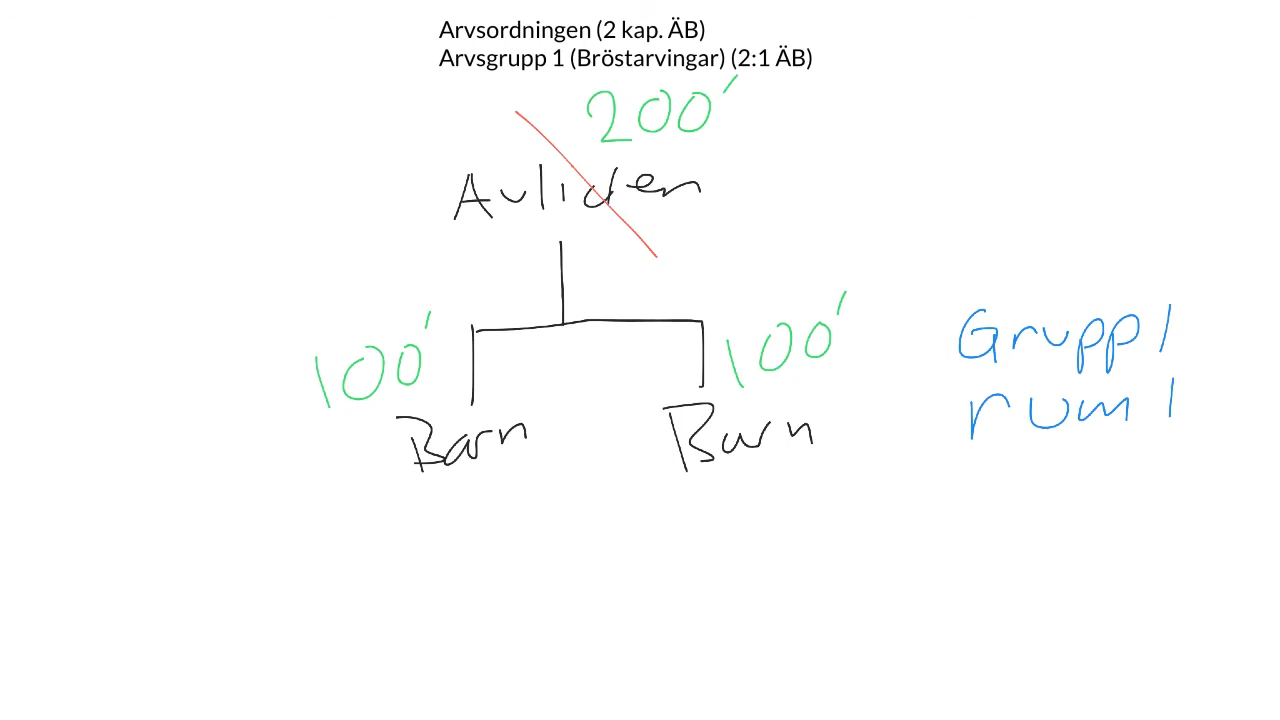 Arvsordningen (2 kap. ÄB)
Arvsgrupp 1 (Bröstarvingar) (2:1 ÄB)
200'
Avliden
100'
100'
Barn
Barn
Grupp 1
rum 1